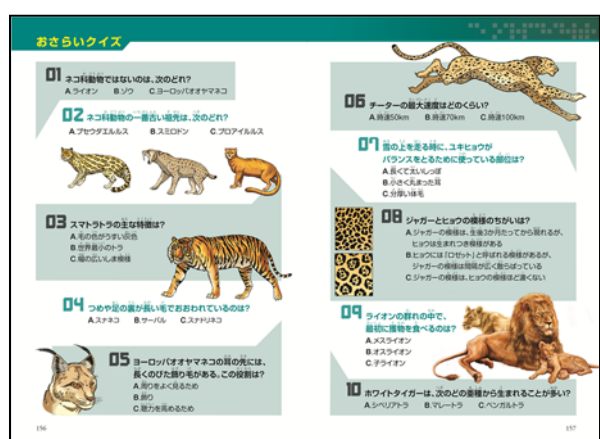 おさらいクイズ
01 ネコ科動物ではないのは、次のどれ?
A.ライオン B.ゾウ C.ヨーロッパオオヤマネコ
02 ネコ科動物の一番古い祖先は、次のどれ?
A.プセウダエルルス B.スミロドン C.プロアイルルス
03 スマトラトラの主な特徴は?
A.毛の色がうすい灰色
B.世界最小のトラ
C.幅の広いしま模様
04 つめや足の裏が長い毛でおおわれているのは?
A.スナネコ B.サーバル C.スナドリネコ
05 ヨーロッパオオヤマネコの耳の先には、
長くのびた飾り毛がある。この役割は?
A.周りをよく見るため
B.飾り
C.聴力を高めるため
156
06 チーターの最大速度はどのくらい?
A.時速50km B.時速70km C.時速100km
07 雪の上を走る時に、ユキヒョウが
バランスをとるために使っている部位は?
A.長くて太いしっぽ
B.小さく丸まった耳
C.分厚い体毛
08 ジャガーとヒョウの模様のちがいは?
A.ジャガーの模様は、生後3か月たってから現れるが、
ヒョウは生まれつき模様がある
B.ヒョウには「ロゼット」と呼ばれる模様があるが、
ジャガーの模様は間隔が広く散らばっている
C.ジャガーの模様は、ヒョウの模様ほど濃くない
09 ライオンの群れの中で、
最初に獲物を食べるのは?
A.メスライオン
B.オスライオン
C.子ライオン
10 ホワイトタイガーは、次のどの亜種から生まれることが多い?
A.シベリアトラ B.マレートラ C.ベンガルトラ
157